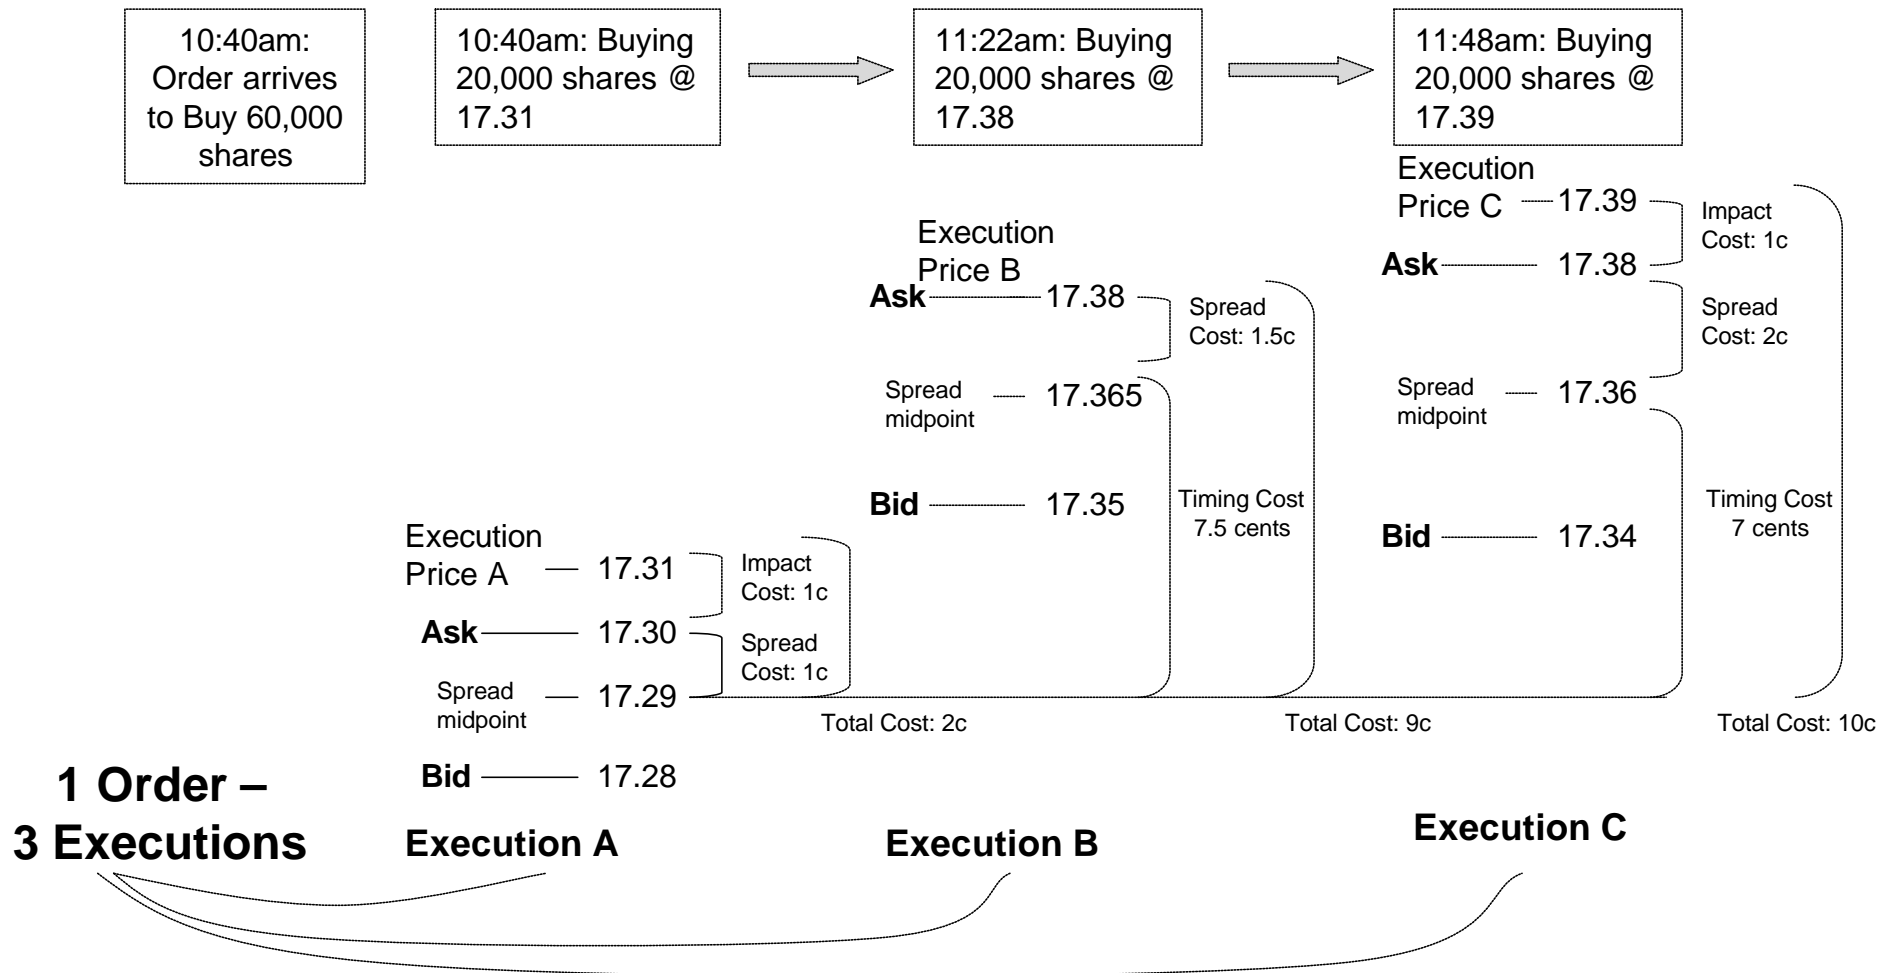 10:40am:
Order arrives
to Buy 60,000
shares
10:40am: Buying
20,000 shares @
17.31
11:22am: Buying
20,000 shares @
17.38
11:48am: Buying
20,000 shares @
17.39
Execution
Price A
17.31
Ask
17.30
Spread
midpoint
17.29
Bid
17.28
Impact
Cost: 1c
Spread
Cost: 1c
Total Cost: 2c
Execution
Price B
Ask
17.38
Spread
midpoint
17.365
Bid
17.35
Spread
Cost: 1.5c
Timing Cost
7.5 cents
Total Cost: 9c
Execution
Price C
17.39
Ask
17.38
Spread
midpoint
17.36
Bid
17.34
Impact
Cost: 1c
Spread
Cost: 2c
Timing Cost
7 cents
Total Cost: 10c
1 Order –
3 Executions
Execution A
Execution B
Execution C